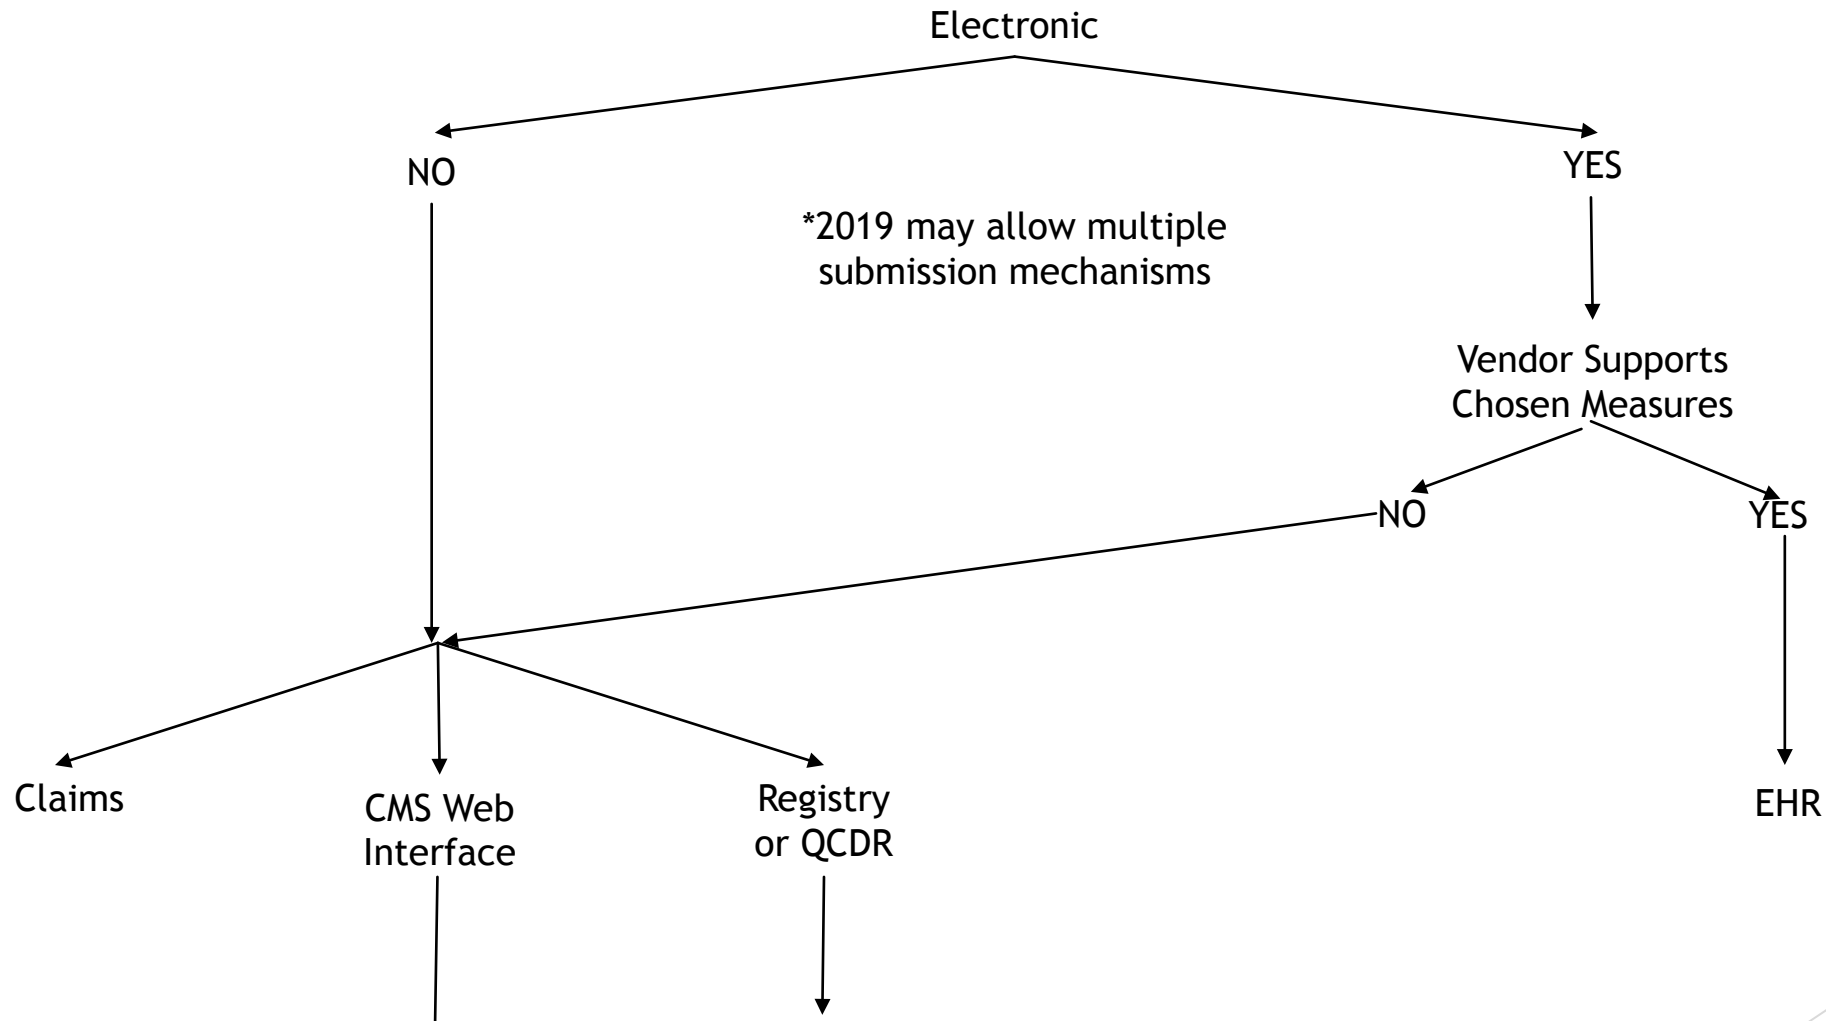 Electronic
NO
YES
*2019 may allow multiple
submission mechanisms
Vendor Supports
Chosen Measures
NO
YES
Claims
CMS Web
Interface
Registry
or QCDR
EHR